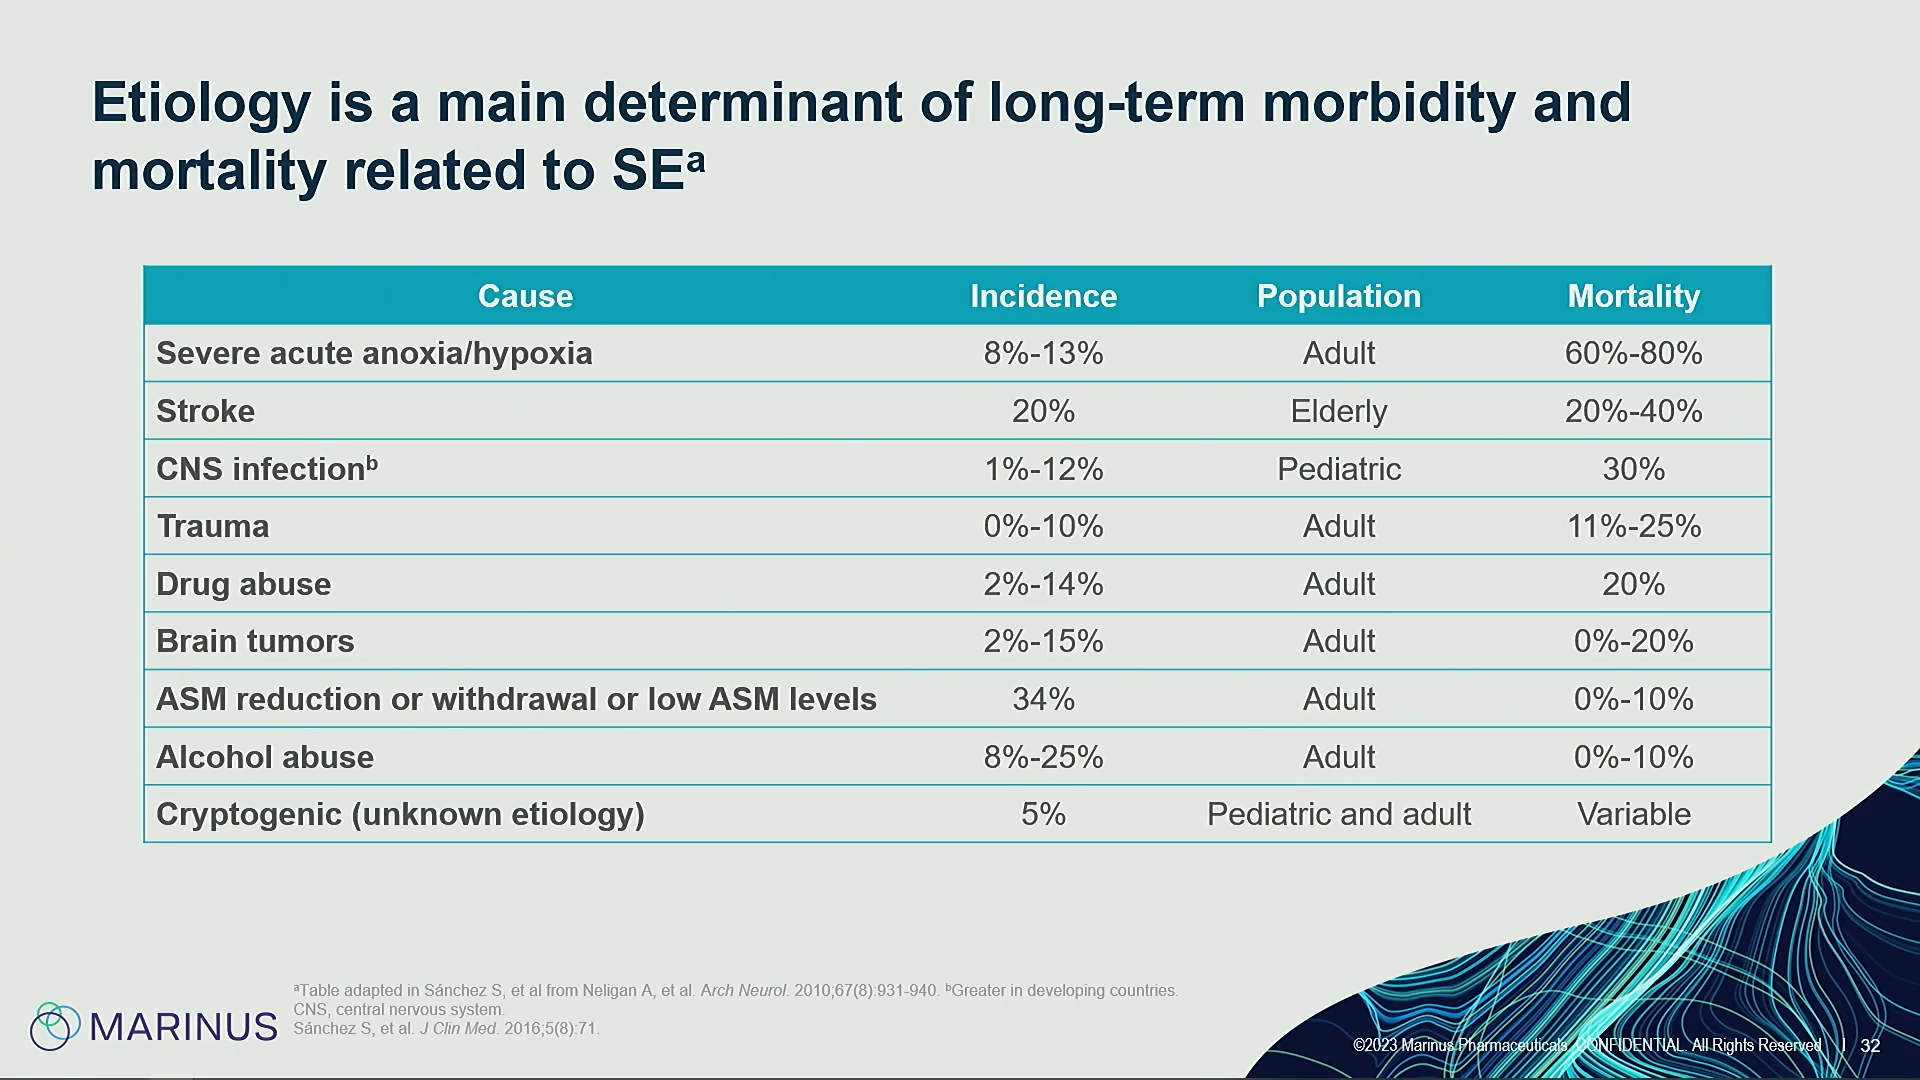 Etiology is a main determinant of long-term morbidity and
mortality related to SEᵃ
Cause Incidence Population Mortality
Severe acute anoxia/hypoxia 8%-13% Adult 60%-80%
Stroke 20% Elderly 20%-40%
CNS infectionᵇ 1%-12% Pediatric 30%
Trauma 0%-10% Adult 11%-25%
Drug abuse 2%-14% Adult 20%
Brain tumors 2%-15% Adult 0%-20%
ASM reduction or withdrawal or low ASM levels 34% Adult 0%-10%
Alcohol abuse 8%-25% Adult 0%-10%
Cryptogenic (unknown etiology) 5% Pediatric and adult Variable
ᵃTable adapted in Sánchez S, et al from Neligan A, et al. Arch Neurol. 2010;67(8):931-940. ᵇGreater in developing countries.
CNS, central nervous system.
Sánchez S, et al. J Clin Med. 2016;5(8):71.
MARINUS
©2023 Marinus Pharmaceuticals. CONFIDENTIAL. All Rights Reserved | 32